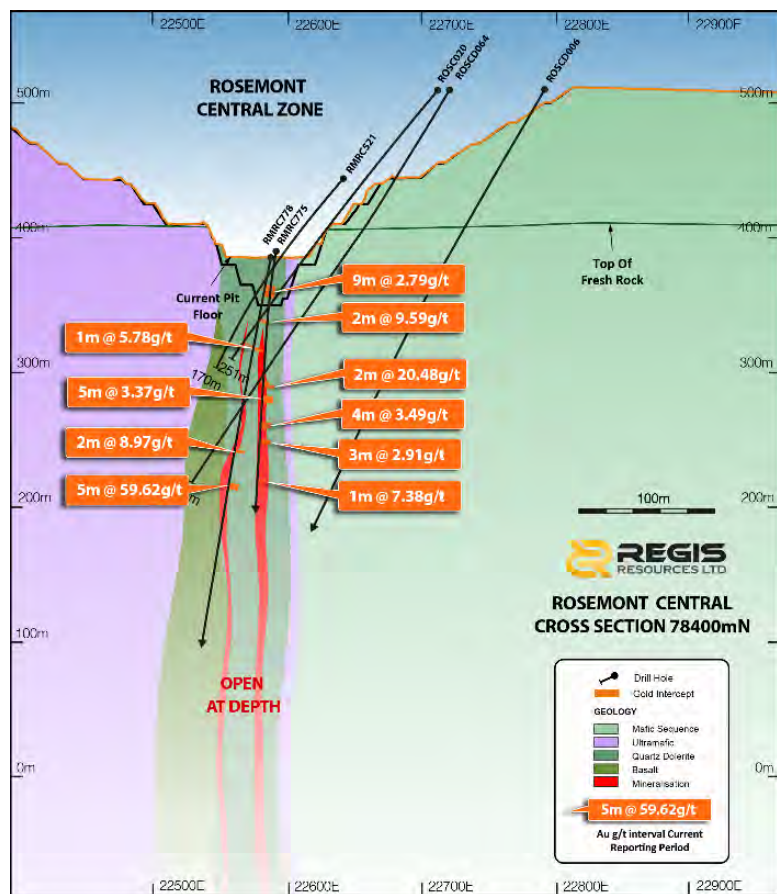 22500E 22600E 22700E 22800E 22900E
ROSEMONT
CENTRAL ZONE
ROSC020
ROSCD064
ROSCD006
500m
500m
RMRC521
400m
400m
RMRC778
RMRC775
Current Pit
Floor
Top Of
Fresh Rock
9m @ 2.79g/t
2m @ 9.59g/t
1m @ 5.78g/t
300m
300m
251m
170m
2m @ 20.48g/t
5m @ 3.37g/t
4m @ 3.49g/t
2m @ 8.97g/t
3m @ 2.91g/t
5m @ 59.62g/t
1m @ 7.38g/t
200m
200m
100m
REGIS
RESOURCES LTD
ROSEMONT CENTRAL
CROSS SECTION 78400mN
100m
OPEN
AT DEPTH
Drill Hole
Gold Intercept
GEOLOGY
Mafic Sequence
Ultramafic
Quartz Dolerite
Basalt
Mineralisation
5m @ 59.62g/t
Au g/t interval Current
Reporting Period
0m
0m
22500E 22600E 22700E 22800E 22900E